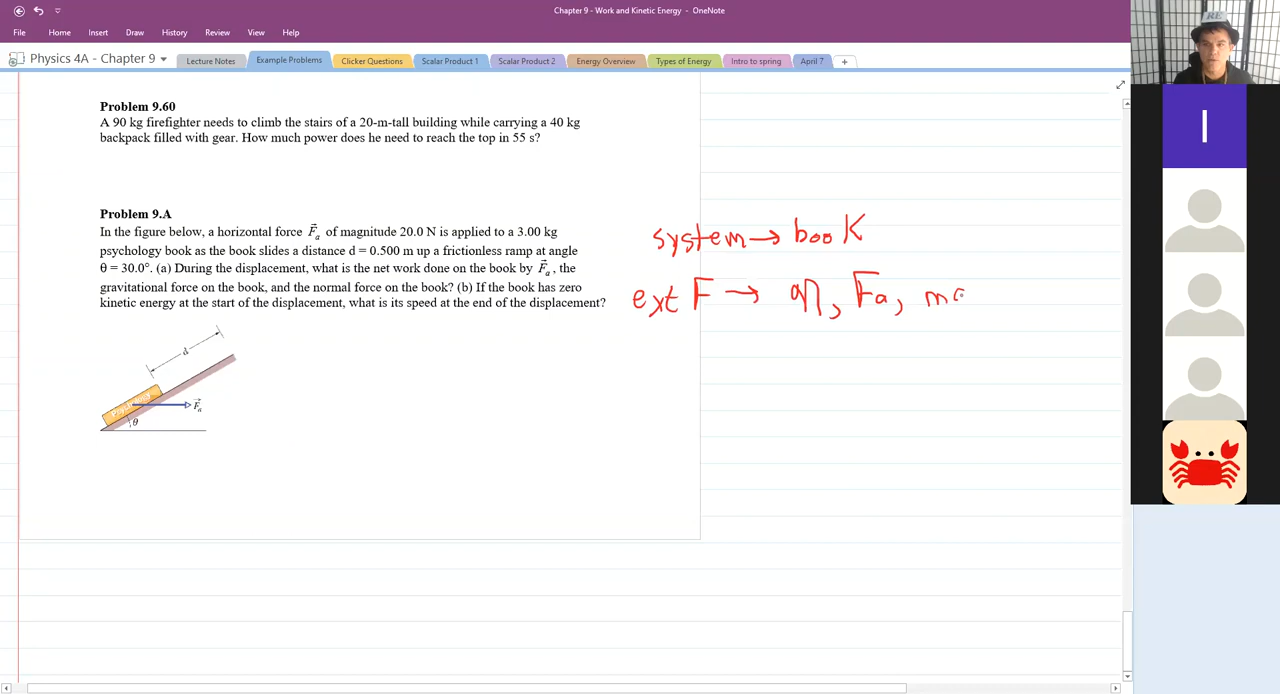 Chapter 9 - Work and Kinetic Energy - OneNote
File Home Insert Draw History Review View Help
Physics 4A - Chapter 9
Lecture Notes Example Problems Clicker Questions Scalar Product 1 Scalar Product 2 Energy Overview Types of Energy Intro to spring April 7 +
Problem 9.60
A 90 kg firefighter needs to climb the stairs of a 20-m-tall building while carrying a 40 kg
backpack filled with gear. How much power does he need to reach the top in 55 s?
Problem 9.A
In the figure below, a horizontal force F⃗a of magnitude 20.0 N is applied to a 3.00 kg
psychology book as the book slides a distance d = 0.500 m up a frictionless ramp at angle
θ = 30.0°. (a) During the displacement, what is the net work done on the book by F⃗a, the
gravitational force on the book, and the normal force on the book? (b) If the book has zero
kinetic energy at the start of the displacement, what is its speed at the end of the displacement?
d
Psychology
F⃗a
θ
system → book
ext F → η, Fa, m
I